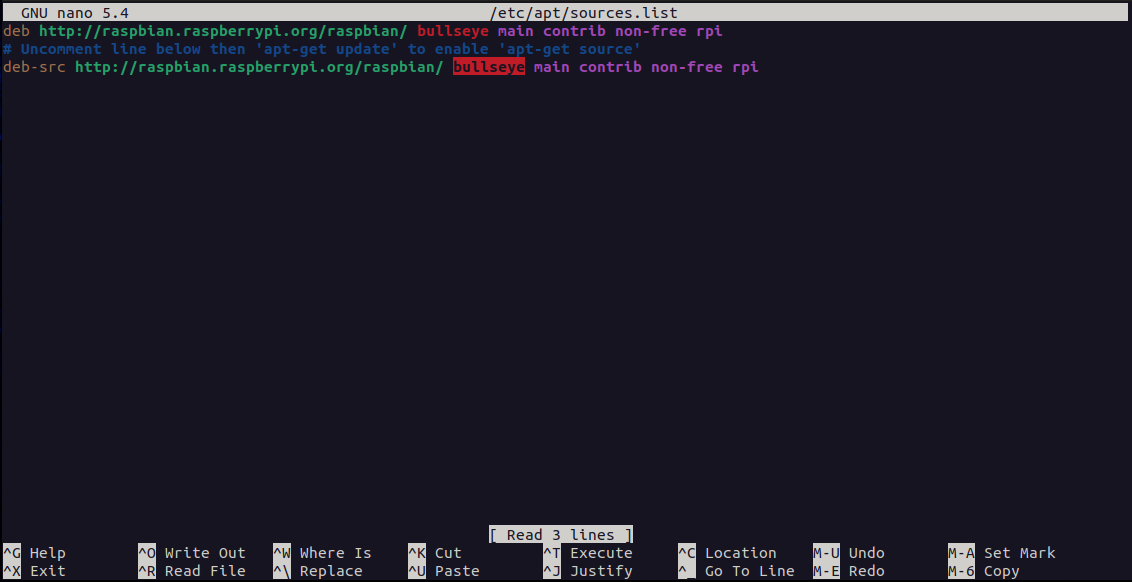 GNU nano 5.4 /etc/apt/sources.list
deb http://raspbian.raspberrypi.org/raspbian/ bullseye main contrib non-free rpi
# Uncomment line below then 'apt-get update' to enable 'apt-get source'
deb-src http://raspbian.raspberrypi.org/raspbian/ bullseye main contrib non-free rpi
[ Read 3 lines ]
^G Help ^O Write Out ^W Where Is ^K Cut ^T Execute ^C Location M-U Undo M-A Set Mark
^X Exit ^R Read File ^\ Replace ^U Paste ^J Justify ^_ Go To Line M-E Redo M-6 Copy